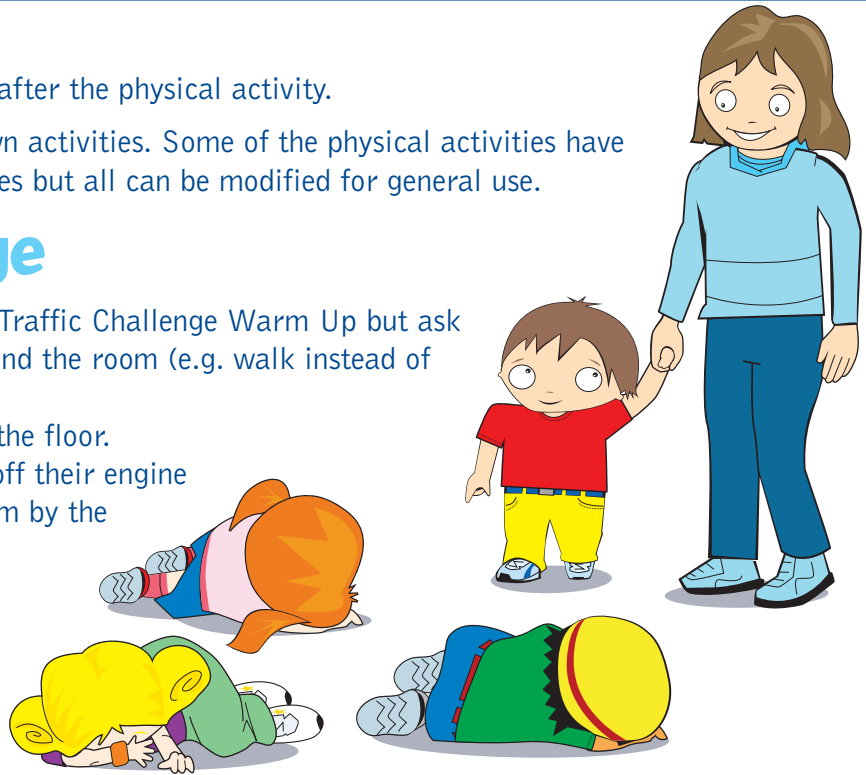 after the physical activity.
wn activities. Some of the physical activities have
es but all can be modified for general use.
ge
Traffic Challenge Warm Up but ask
nd the room (e.g. walk instead of
the floor.
off their engine
m by the